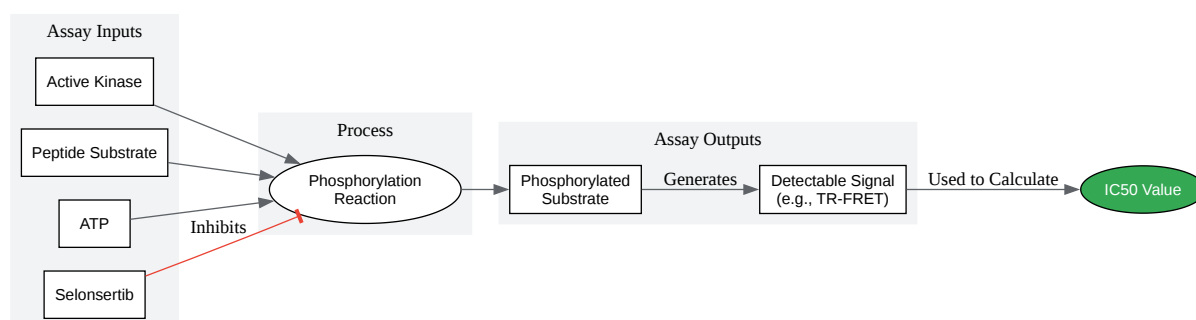 Assay Inputs
Active Kinase
Peptide Substrate
ATP
Selonsertib
Inhibits
Process
Phosphorylation
Reaction
Assay Outputs
Phosphorylated
Substrate
Generates
Detectable Signal
(e.g., TR-FRET)
Used to Calculate
IC50 Value